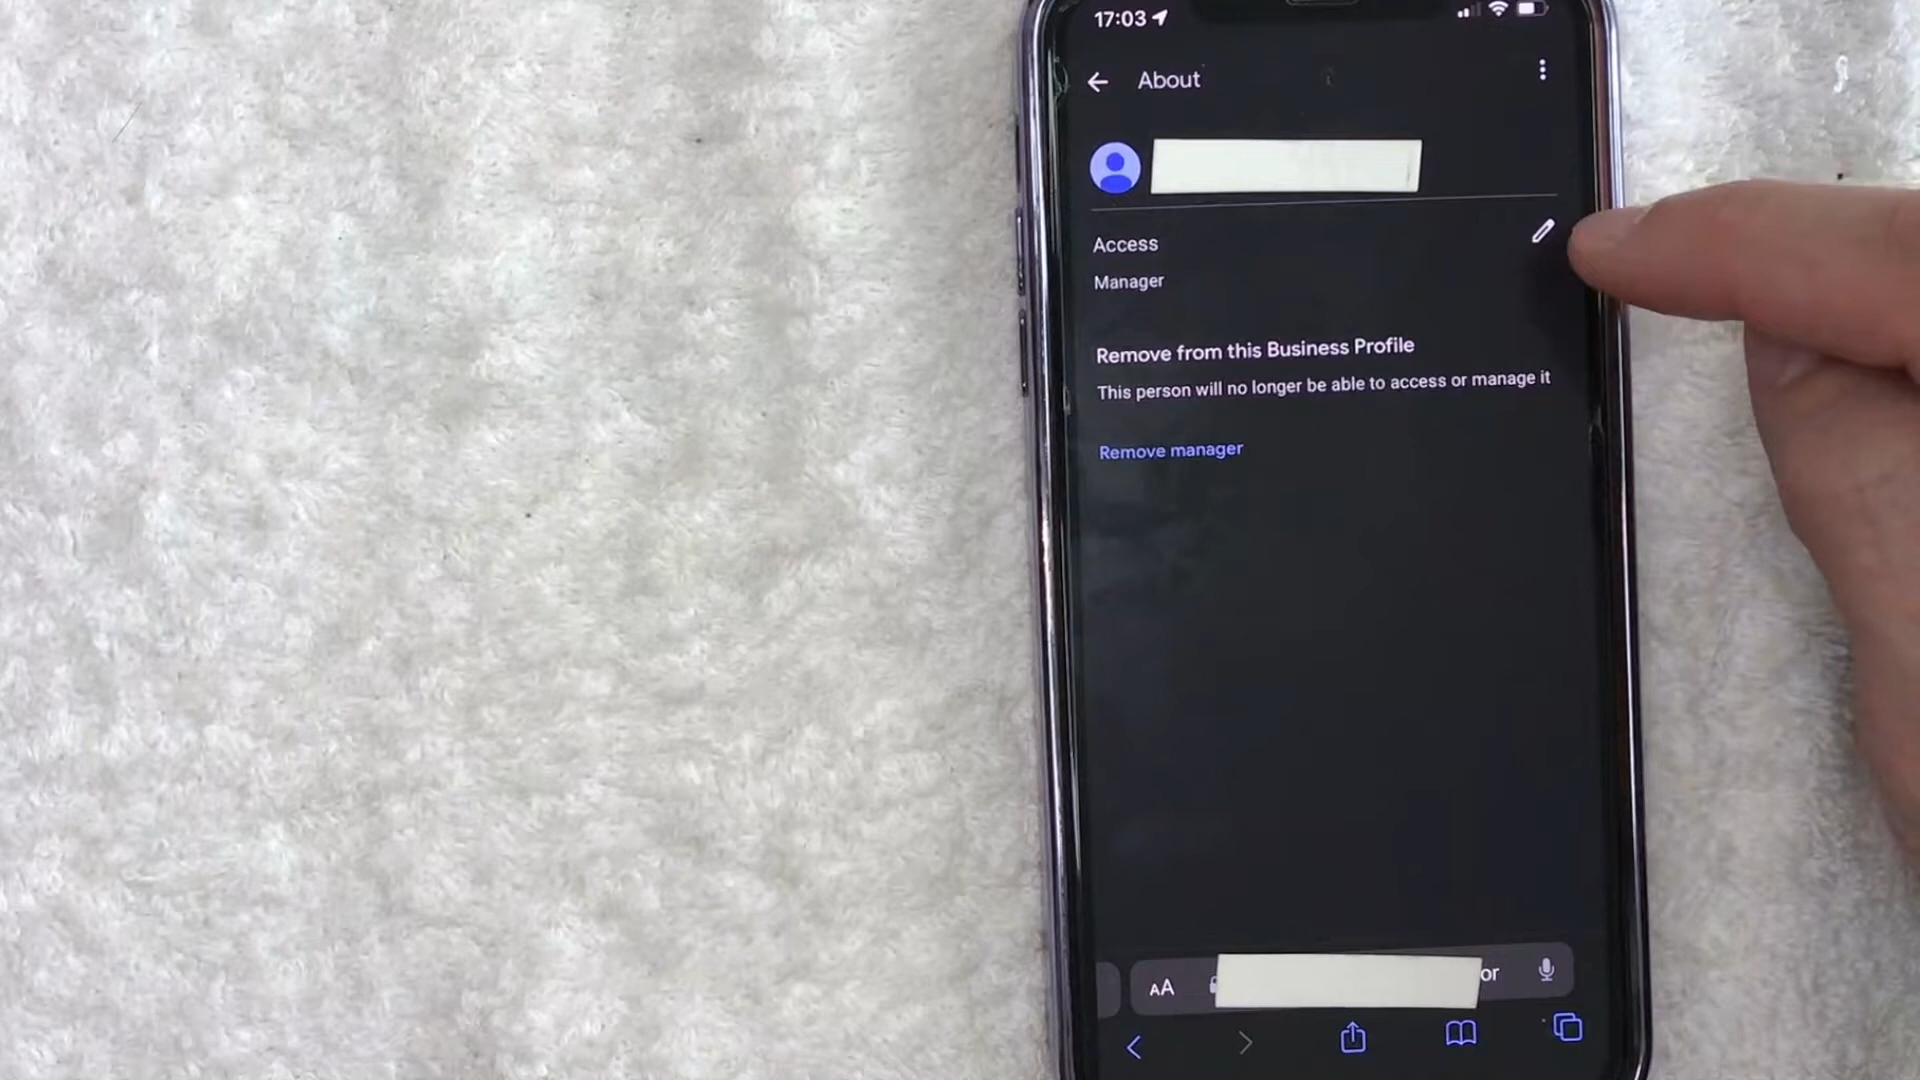 17:03
About
Access
Manager
Remove from this Business Profile
This person will no longer be able to access or manage it
Remove manager
AA or